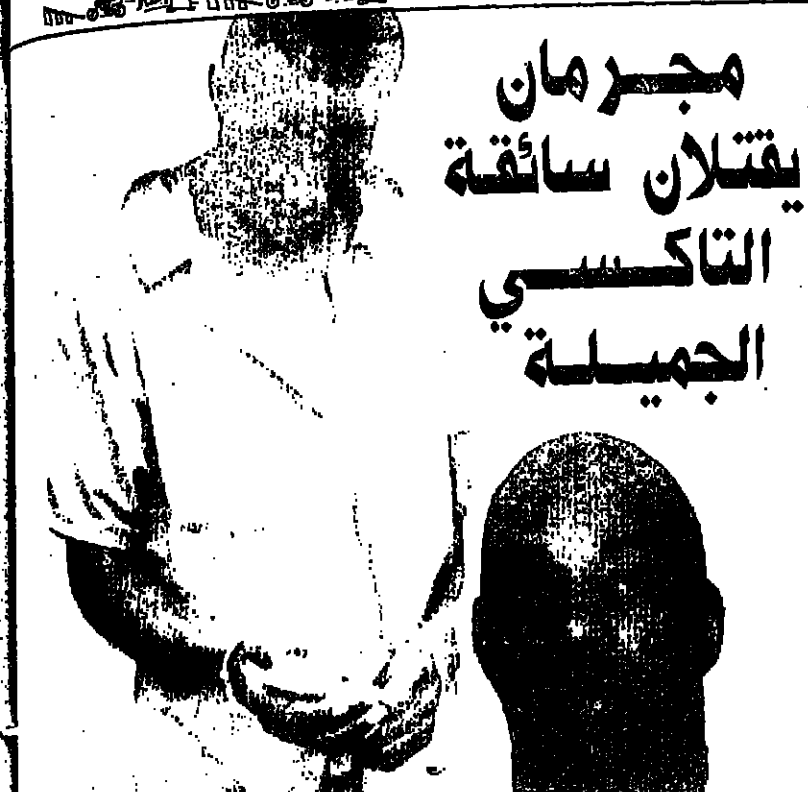 مجرمان
يقتلان سائقة
التاكسي
الجميلة